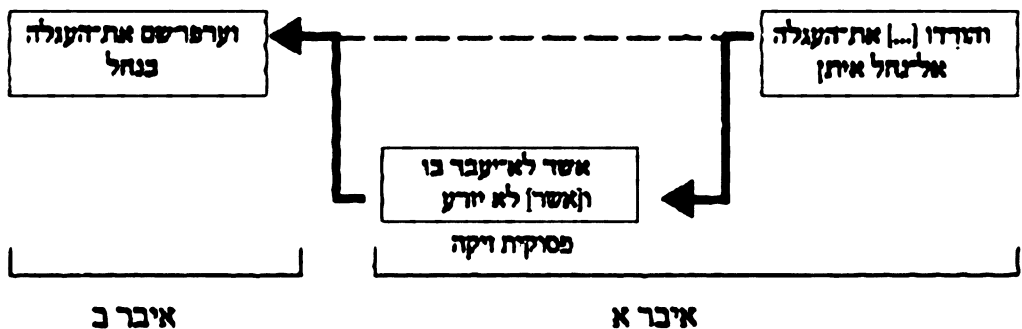 והורדו [...] את־העגלה
אל־נחל איתן
אשר לא־יעבד בו
ו[אשר] לא יזרע
פסוקית זיקה
וערפו־שם את־העגלה
בנחל
איבר א
איבר ב